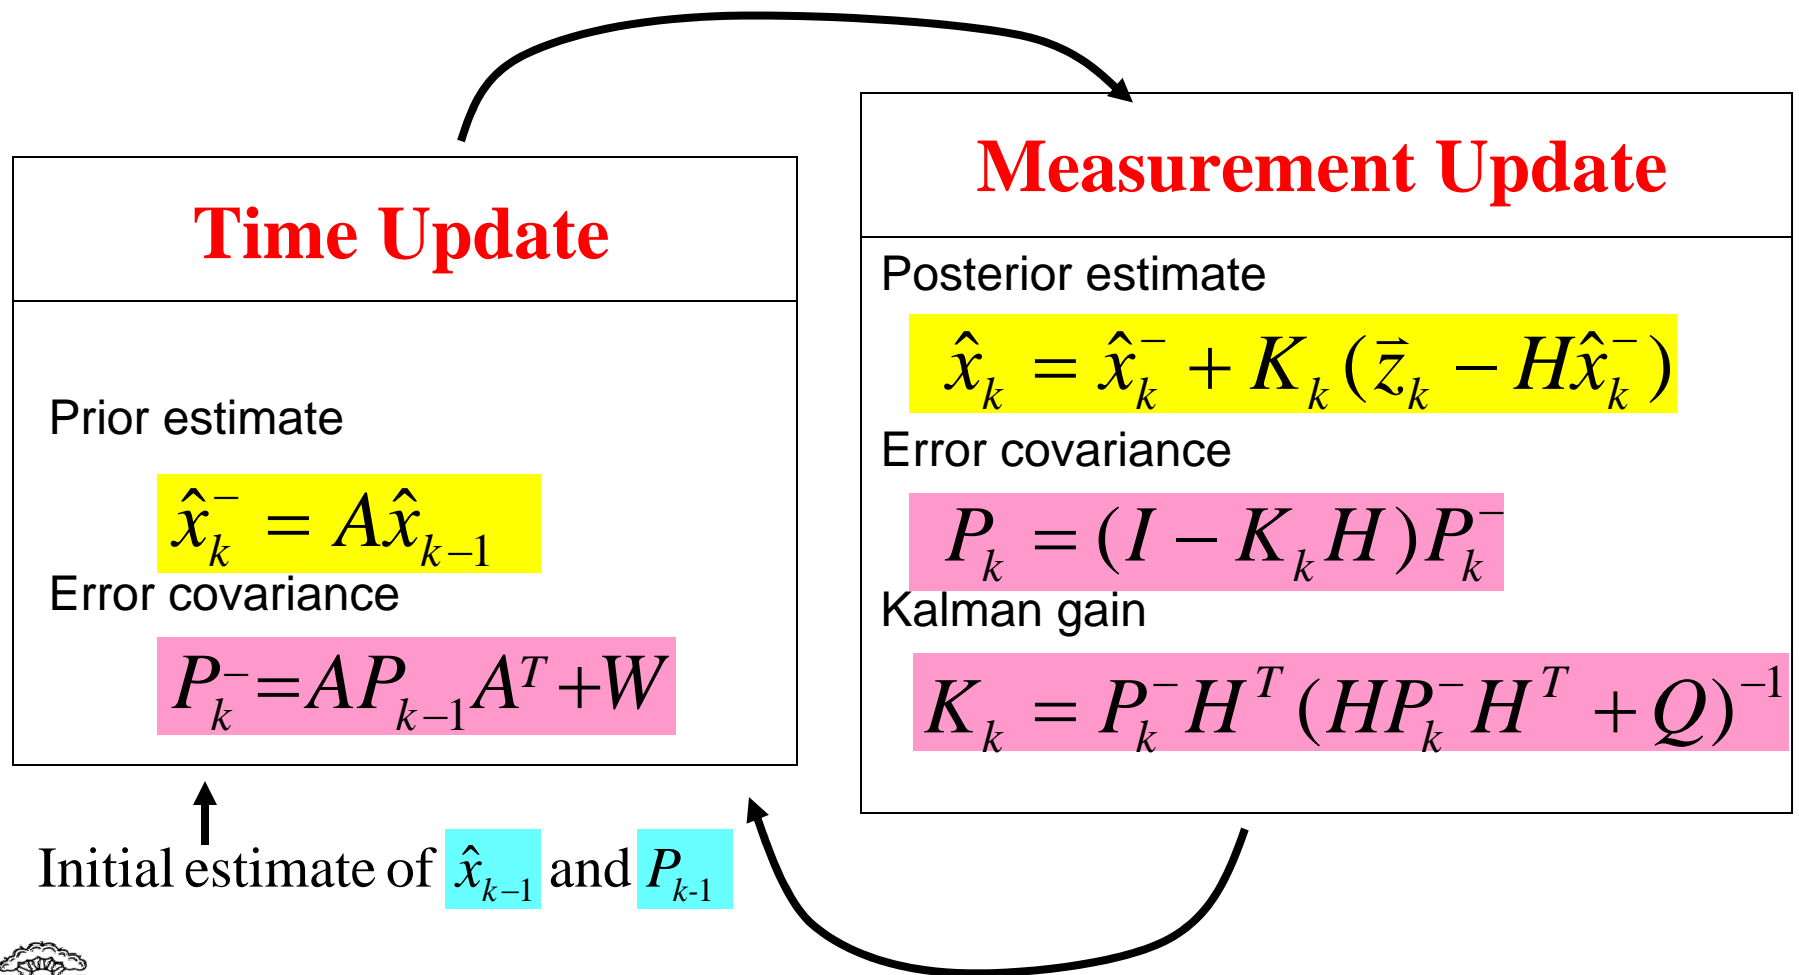 Time Update
Prior estimate
x̂ₖ⁻ = Ax̂ₖ₋₁
Error covariance
Pₖ⁻=APₖ₋₁Aᵀ+W
Initial estimate of x̂ₖ₋₁ and Pₖ₋₁
Measurement Update
Posterior estimate
x̂ₖ = x̂ₖ⁻ + Kₖ(z⃗ₖ − Hx̂ₖ⁻)
Error covariance
Pₖ = (I − KₖH)Pₖ⁻
Kalman gain
Kₖ = Pₖ⁻Hᵀ(HPₖ⁻Hᵀ + Q)⁻¹